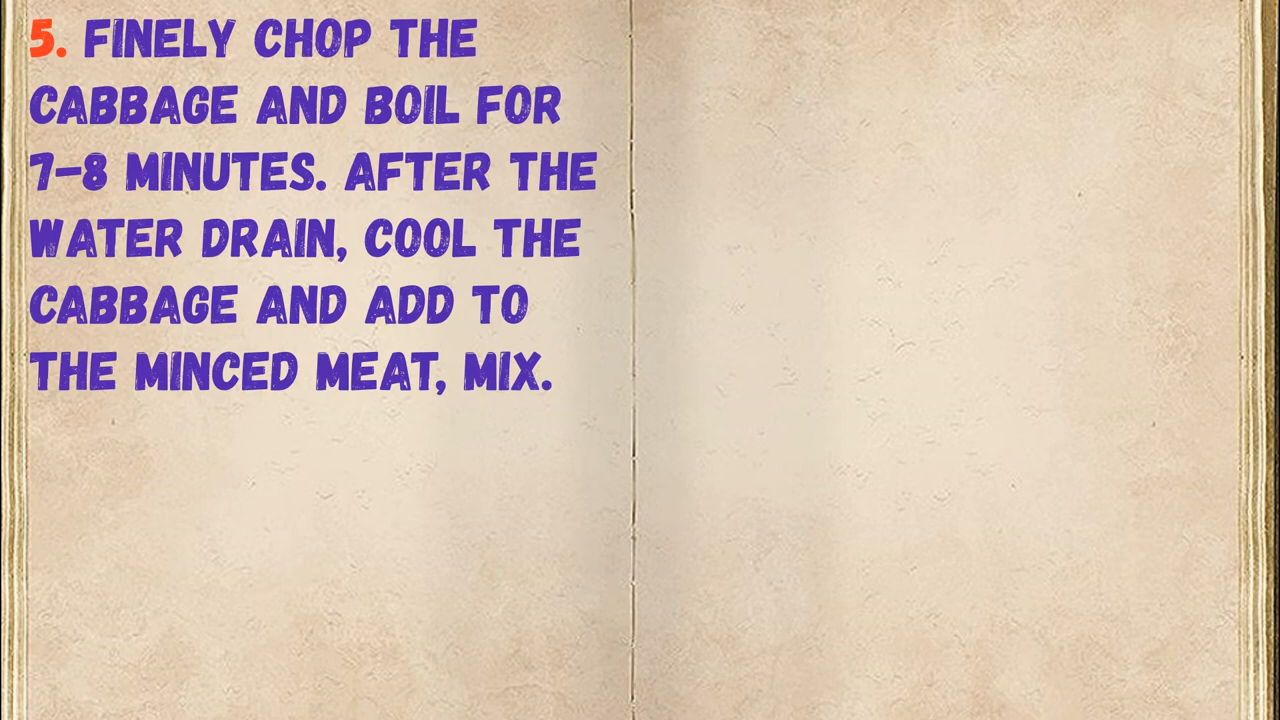 5. FINELY CHOP THE
CABBAGE AND BOIL FOR
7–8 MINUTES. AFTER THE
WATER DRAIN, COOL THE
CABBAGE AND ADD TO
THE MINCED MEAT, MIX.